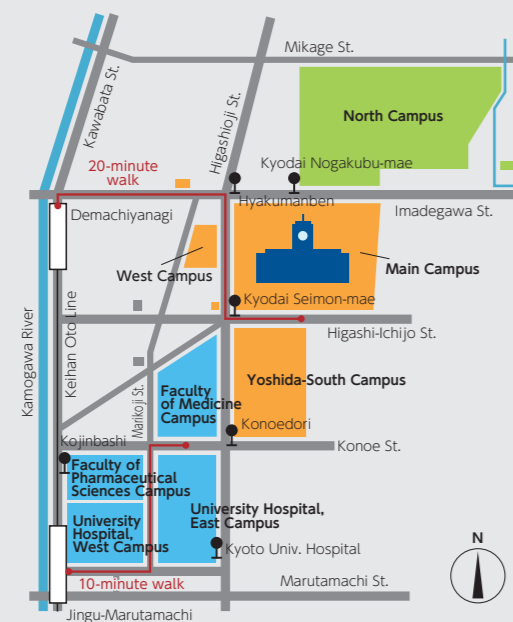 Mikage St.
Kawabata St.
Higashioji St.
North Campus
20-minute
walk
Kyodai Nogakubu-mae
Hyakumanben
Demachiyanagi
Imadegawa St.
West Campus
Main Campus
Kyodai Seimon-mae
Kamogawa River
Keihan Oto Line
Higashi-Ichijo St.
Marikoji St.
Faculty
of Medicine
Campus
Yoshida-South Campus
Konoedori
Kojinbashi
Konoe St.
Faculty of
Pharmaceutical
Sciences Campus
University
Hospital,
West Campus
University Hospital,
East Campus
Kyoto Univ. Hospital
N
10-minute walk
Marutamachi St.
Jingu-Marutamachi